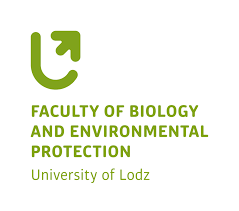 FACULTY OF BIOLOGY
AND ENVIRONMENTAL
PROTECTION
University of Lodz